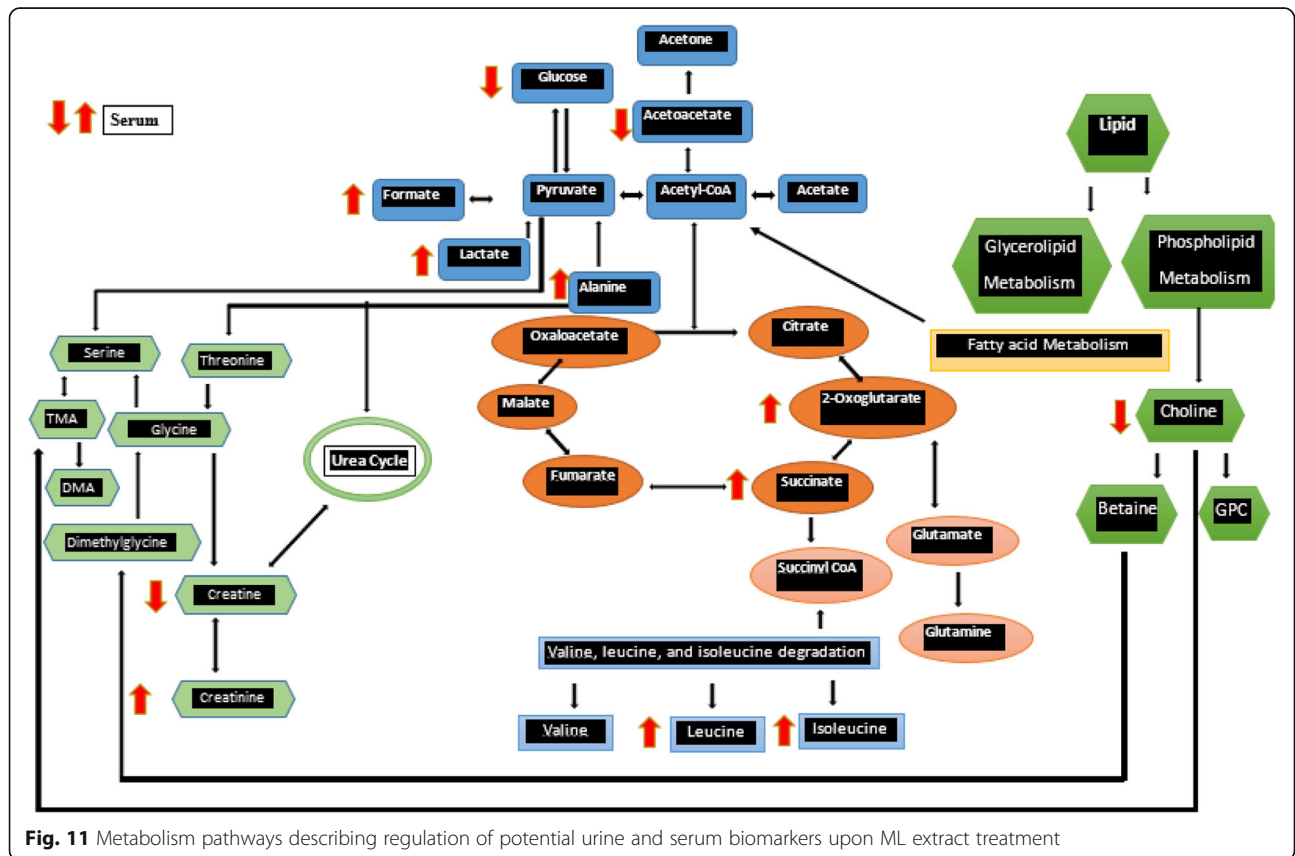 Acetone
Glucose
Acetoacetate
Serum
Lipid
Formate
Pyruvate
Acetyl-CoA
Acetate
Lactate
Alanine
Glycerolipid
Metabolism
Phospholipid
Metabolism
Oxaloacetate
Citrate
Fatty acid Metabolism
Serine
Threonine
Malate
2-Oxoglutarate
TMA
Glycine
Choline
Urea Cycle
DMA
Fumarate
Succinate
Betaine
GPC
Dimethylglycine
Glutamate
Succinyl CoA
Creatine
Glutamine
Valine, leucine, and isoleucine degradation
Creatinine
Valine
Leucine
Isoleucine
Fig. 11 Metabolism pathways describing regulation of potential urine and serum biomarkers upon ML extract treatment